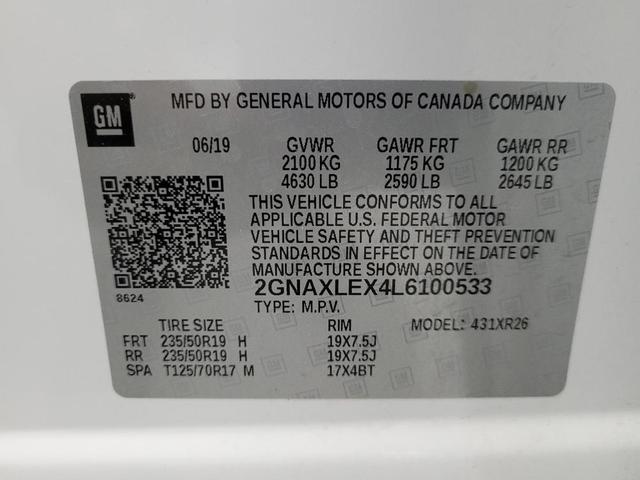 GM ® MFD BY GENERAL MOTORS OF CANADA COMPANY
06/19 GVWR GAWR FRT GAWR RR
2100 KG 1175 KG 1200 KG
4630 LB 2590 LB 2645 LB
THIS VEHICLE CONFORMS TO ALL
APPLICABLE U.S. FEDERAL MOTOR
VEHICLE SAFETY AND THEFT PREVENTION
STANDARDS IN EFFECT ON THE DATE OF
MANUFACTURE SHOWN ABOVE.
8624 2GNAXLEX4L6100533
TYPE: M.P.V.
TIRE SIZE RIM MODEL: 431XR26
FRT 235/50R19 H 19X7.5J
RR 235/50R19 H 19X7.5J
SPA T125/70R17 M 17X4BT